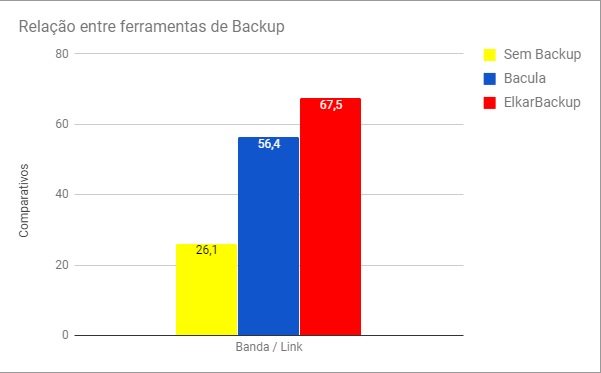 Relação entre ferramentas de Backup
Sem Backup
Bacula
ElkarBackup
Comparativos
80
60
40
20
0
26,1
56,4
67,5
Banda / Link